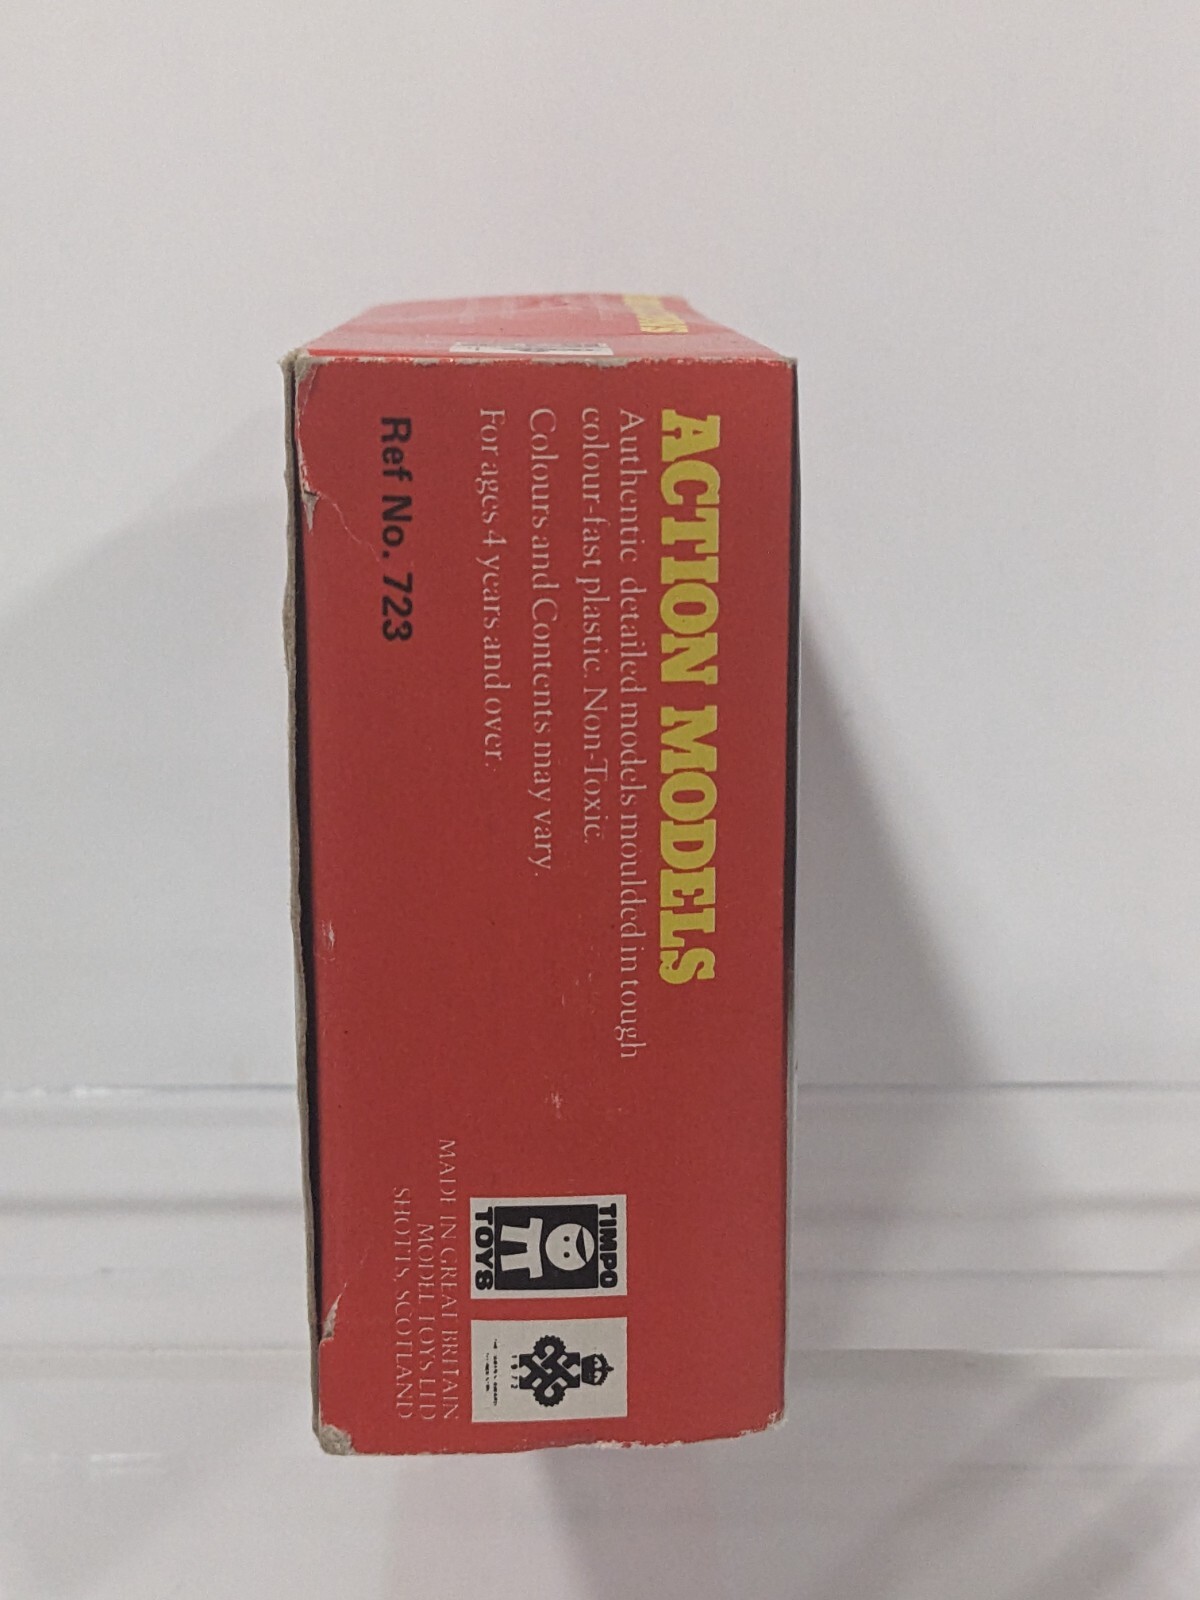 ACTION MODELS
Authentic detailed models moulded in tough
colour-fast plastic. Non-Toxic.
Colours and Contents may vary.
For ages 4 years and over.
Ref No. 723
TIMPO
TOYS
1972
MADE IN GREAT BRITAIN
MODEL TOYS LTD
SHOTTS, SCOTLAND